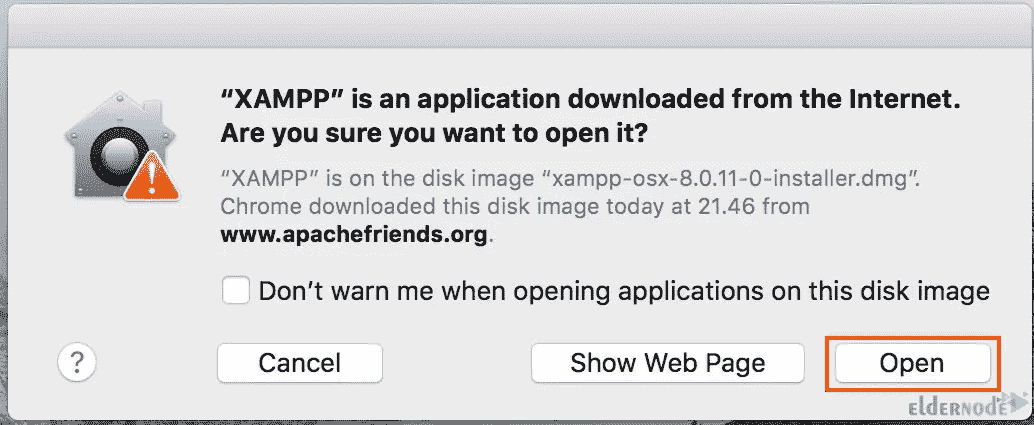 “XAMPP” is an application downloaded from the Internet.
Are you sure you want to open it?
“XAMPP” is on the disk image “xampp-osx-8.0.11-0-installer.dmg”.
Chrome downloaded this disk image today at 21.46 from
www.apachefriends.org.
Don’t warn me when opening applications on this disk image
?
Cancel
Show Web Page
Open
eldernode